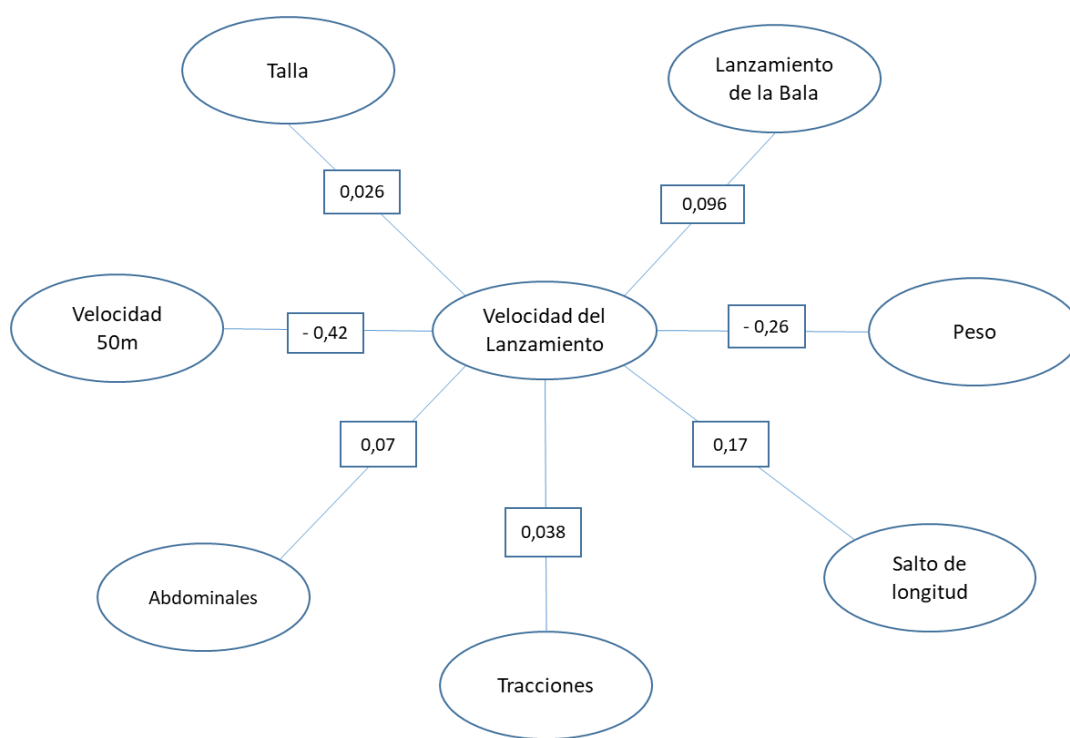 Talla
Lanzamiento
de la Bala
0,026
0,096
Velocidad
50m
- 0,42
Velocidad del
Lanzamiento
- 0,26
Peso
0,07
0,17
0,038
Abdominales
Salto de
longitud
Tracciones